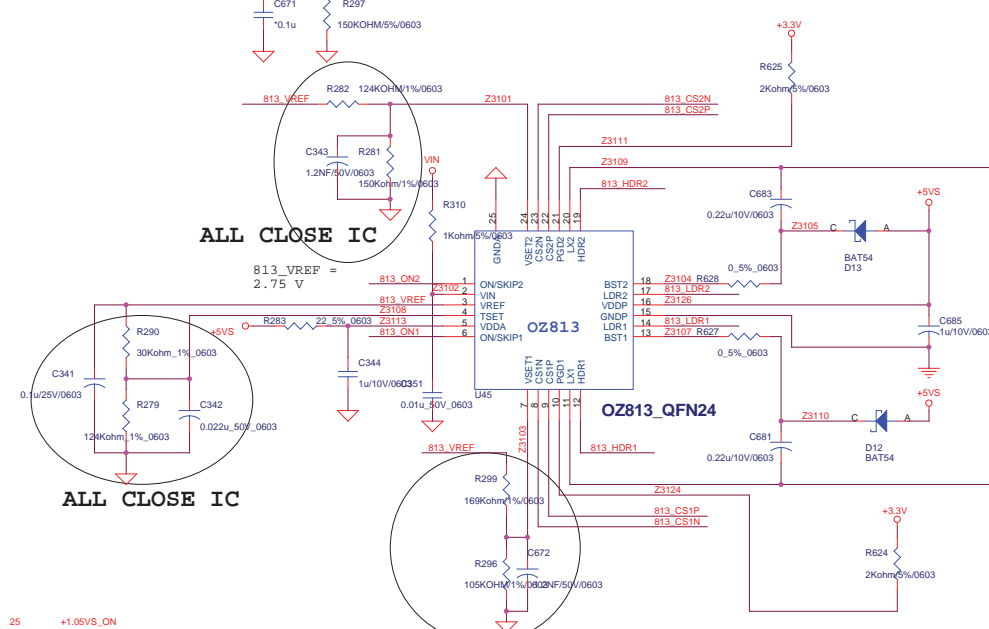 C671
*0.1u
R297
150KOHM/5%/0603
+3.3V
R625
2Kohm/5%/0603
813_VREF
R282
124KOHM/1%/0603
Z3101
813_CS2N
813_CS2P
Z3111
Z3109
813_HDR2
C343
1.2NF/50V/0603
R281
150Kohm/1%/0603
VIN
R310
1Kohm/5%/0603
ALL CLOSE IC
813_VREF =
2.75 V
C683
0.22u/10V/0603
Z3105
C
A
BAT54
D13
+5VS
25
24
23
22
21
20
19
GNDA
VSET2
CS2N
CS2P
PGD2
LX2
HDR2
813_ON2
Z3102
813_VREF
Z3108
Z3113
813_ON1
1
2
3
4
5
6
ON/SKIP2
VIN
VREF
TSET
VDDA
ON/SKIP1
OZ813
BST2
LDR2
VDDP
GNDP
LDR1
BST1
18
17
16
15
14
13
Z3104
R628
0_5%_0603
813_LDR2
Z3126
813_LDR1
Z3107
R627
0_5%_0603
C685
1u/10V/0603
+5VS
R283
22_5%_0603
R290
30Kohm_1%_0603
C341
0.1u/25V/0603
R279
124Kohm_1%_0603
C342
0.022u_50V_0603
C344
1u/10V/0603
C351
0.01u_50V_0603
VSET1
CS1N
CS1P
PGD1
LX1
HDR1
U45
7
8
9
10
11
12
OZ813_QFN24
Z3103
813_HDR1
+5VS
Z3110
C
A
D12
BAT54
C681
0.22u/10V/0603
ALL CLOSE IC
813_VREF
R299
169Kohm/1%/0603
Z3124
813_CS1P
813_CS1N
+3.3V
R624
2Kohm/5%/0603
R296
105KOHM/1%/0603
C672
25
+1.05VS_ON